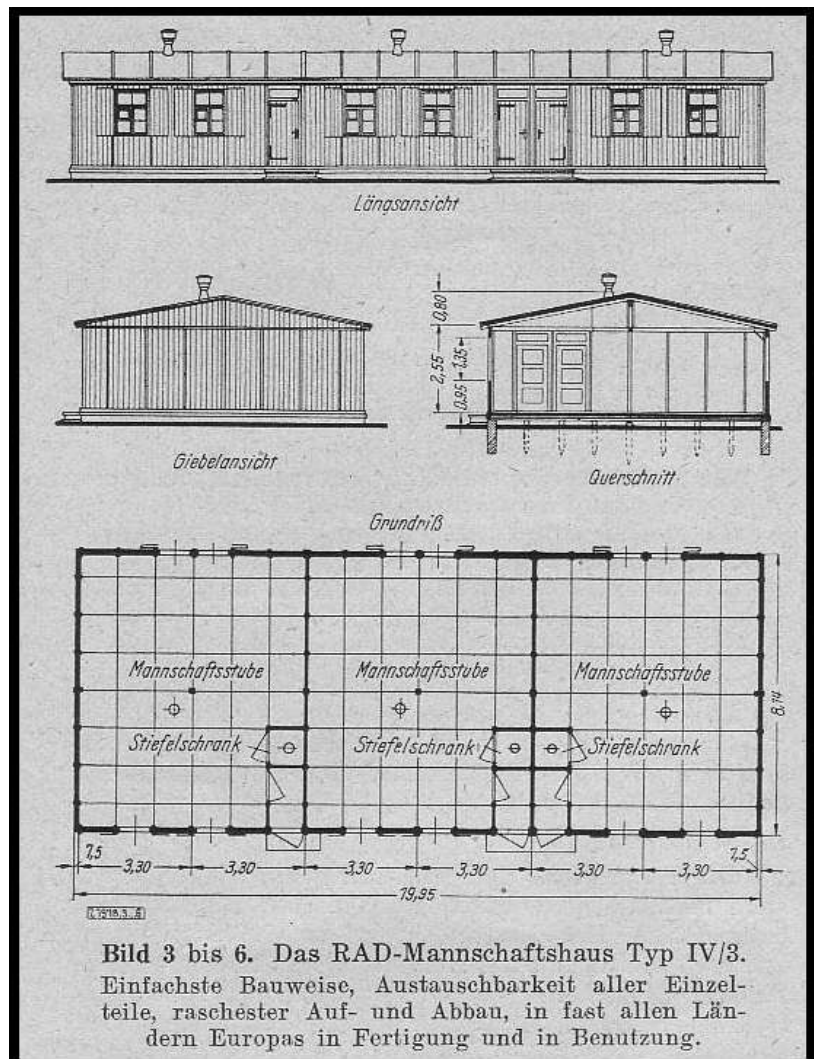 Längsansicht
0,80
2,55
1,35
0,95
Giebelansicht
Querschnitt
Grundriß
Mannschaftsstube Mannschaftsstube Mannschaftsstube
8,14
Stiefelschrank Stiefelschrank Stiefelschrank
7,5 3,30 3,30 3,30 3,30 3,30 3,30 7,5
19,95
Bild 3 bis 6. Das RAD-Mannschaftshaus Typ IV/3.
Einfachste Bauweise, Austauschbarkeit aller Einzel-
teile, raschester Auf- und Abbau, in fast allen Län-
dern Europas in Fertigung und in Benutzung.